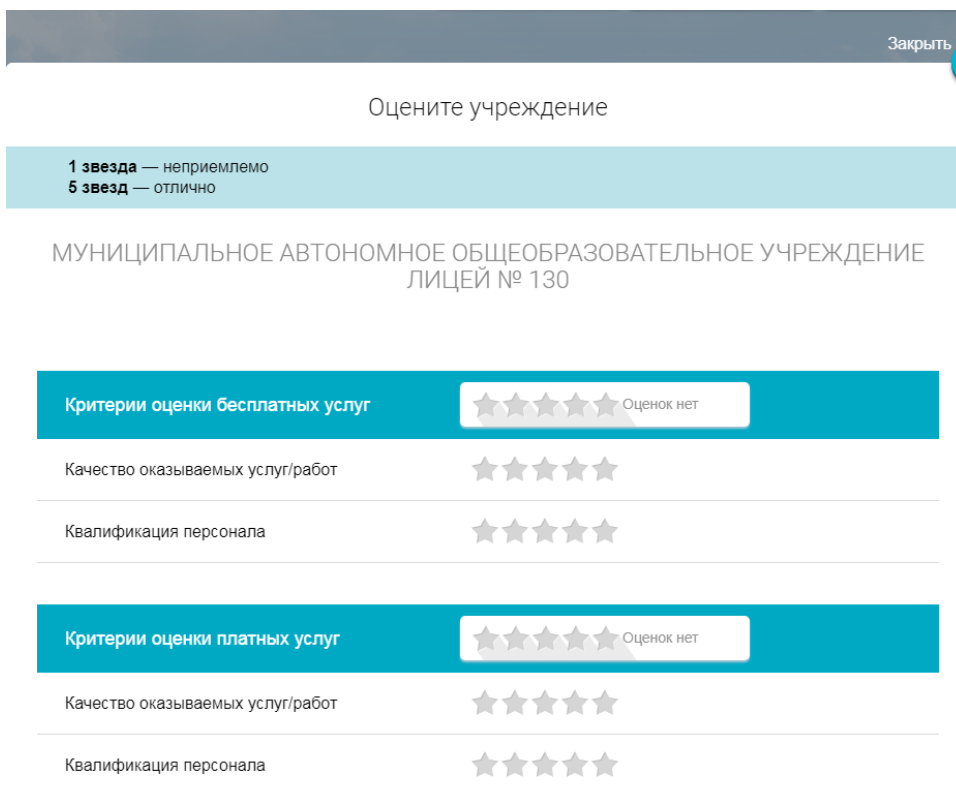 Закрыть
Оцените учреждение
1 звезда — неприемлемо
5 звезд — отлично
МУНИЦИПАЛЬНОЕ АВТОНОМНОЕ ОБЩЕОБРАЗОВАТЕЛЬНОЕ УЧРЕЖДЕНИЕ
ЛИЦЕЙ № 130
Критерии оценки бесплатных услуг Оценок нет
Качество оказываемых услуг/работ
Квалификация персонала
Критерии оценки платных услуг Оценок нет
Качество оказываемых услуг/работ
Квалификация персонала